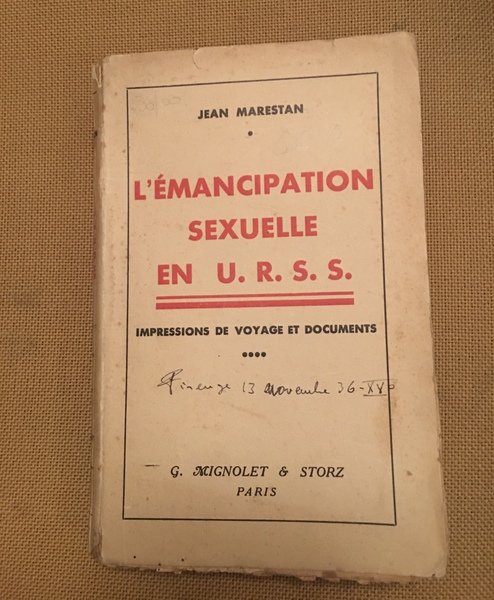 JEAN MARESTAN
L'ÉMANCIPATION
SEXUELLE
EN U. R. S. S.
IMPRESSIONS DE VOYAGE ET DOCUMENTS
Firenze 13 novembre 36-XV°
G. MIGNOLET & STORZ
PARIS